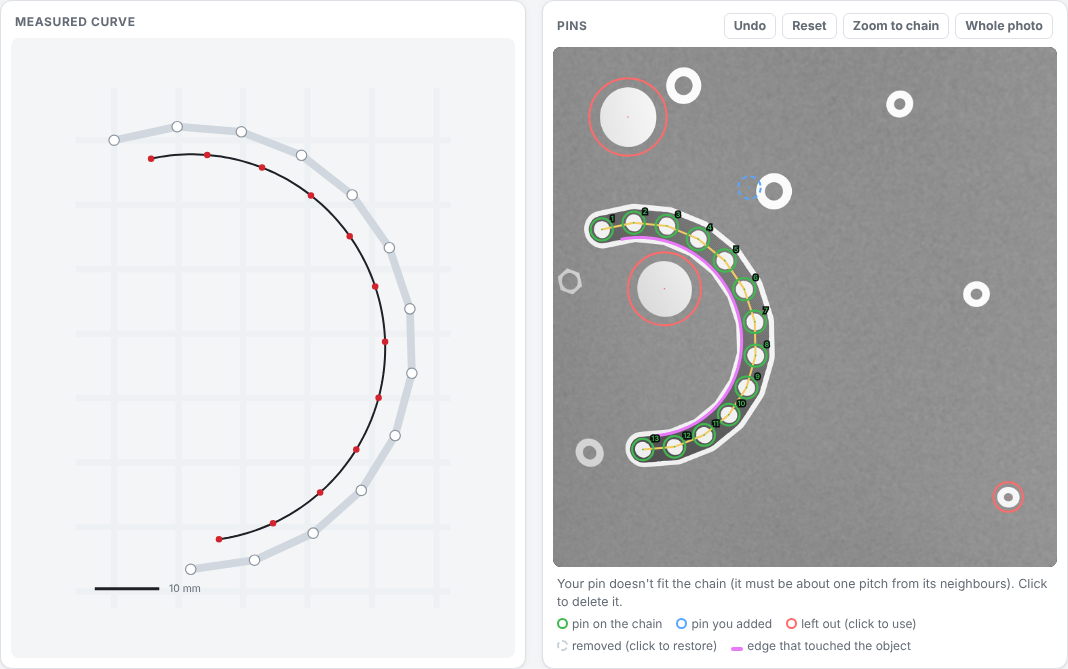 MEASURED CURVE
10 mm
PINS
Undo
Reset
Zoom to chain
Whole photo
1
2
3
4
5
6
7
8
9
10
11
12
13
Your pin doesn't fit the chain (it must be about one pitch from its neighbours). Click
to delete it.
pin on the chain
pin you added
left out (click to use)
removed (click to restore)
edge that touched the object